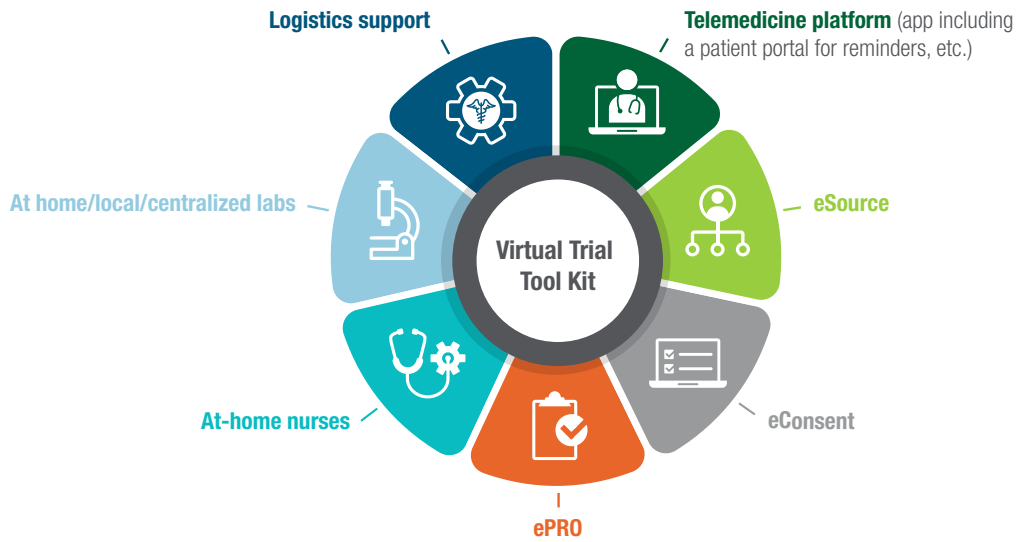 Logistics support
Telemedicine platform (app including
a patient portal for reminders, etc.)
At home/local/centralized labs
eSource
Virtual Trial
Tool Kit
At-home nurses
eConsent
ePRO